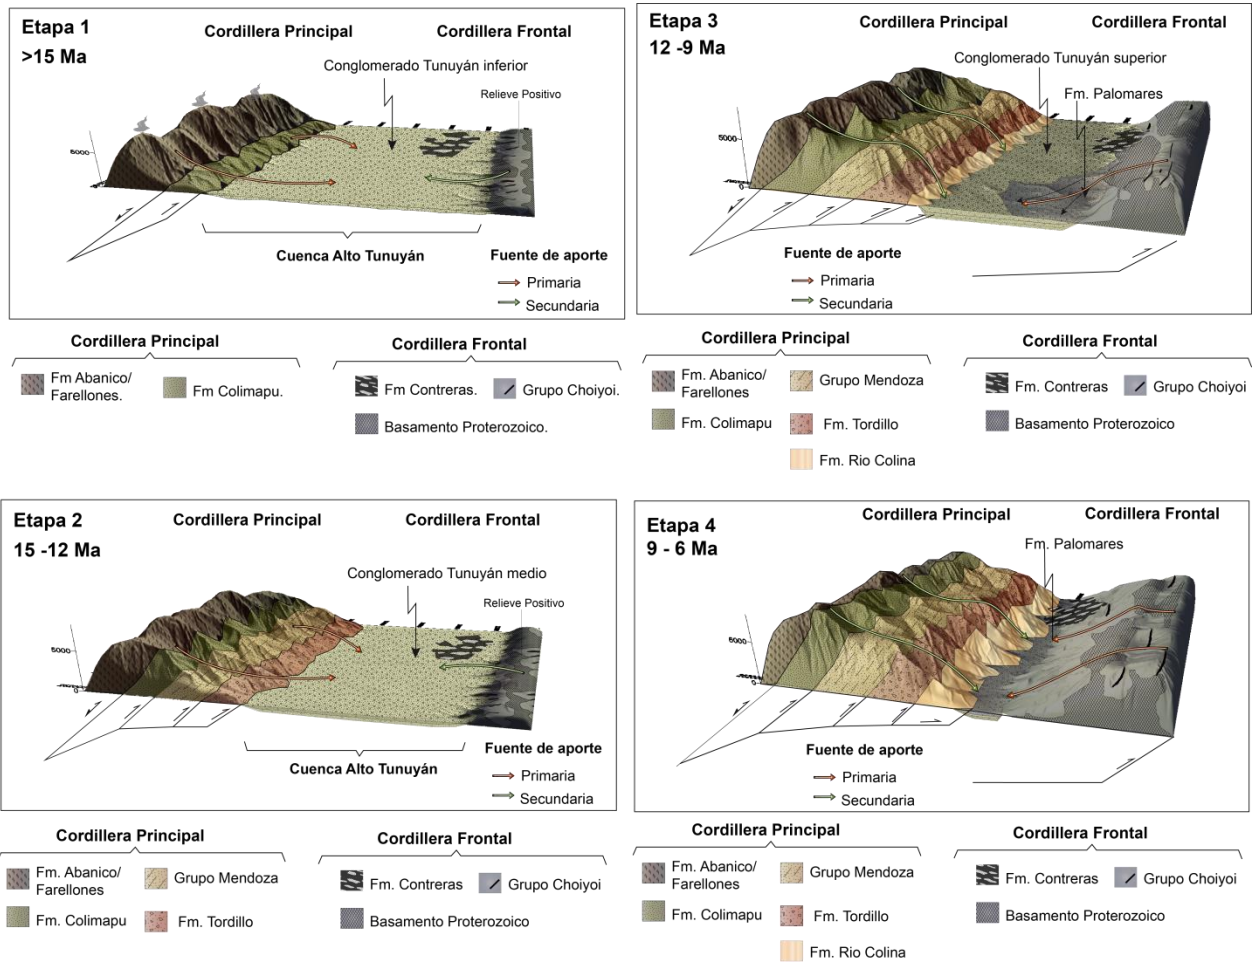 Etapa 1
>15 Ma
Cordillera Principal
Cordillera Frontal
Conglomerado Tunuyán inferior
Relieve Positivo
5000
Cuenca Alto Tunuyán
Fuente de aporte
Primaria
Secundaria
Cordillera Principal
Fm Abanico/
Farellones.
Fm Colimapu.
Cordillera Frontal
Fm Contreras.
Grupo Choiyoi.
Basamento Proterozoico.
Etapa 2
15 -12 Ma
Cordillera Principal
Cordillera Frontal
Conglomerado Tunuyán medio
Relieve Positivo
5000
0
Cuenca Alto Tunuyán
Fuente de aporte
Primaria
Secundaria
Cordillera Principal
Fm. Abanico/
Farellones
Grupo Mendoza
Fm. Colimapu
Fm. Tordillo
Cordillera Frontal
Fm. Contreras
Grupo Choiyoi
Basamento Proterozoico
Etapa 3
12 -9 Ma
Cordillera Principal
Cordillera Frontal
Conglomerado Tunuyán superior
Fm. Palomares
5000
0
Fuente de aporte
Primaria
Secundaria
Cordillera Principal
Fm. Abanico/
Farellones
Grupo Mendoza
Fm. Colimapu
Fm. Tordillo
Fm. Rio Colina
Cordillera Frontal
Fm. Contreras
Grupo Choiyoi
Basamento Proterozoico
Etapa 4
9 - 6 Ma
Cordillera Principal
Cordillera Frontal
Fm. Palomares
5000
0
Fuente de aporte
Primaria
Secundaria
Cordillera Principal
Fm. Abanico/
Farellones
Grupo Mendoza
Fm. Colimapu
Fm. Tordillo
Fm. Rio Colina
Cordillera Frontal
Fm. Contreras
Grupo Choiyoi
Basamento Proterozoico